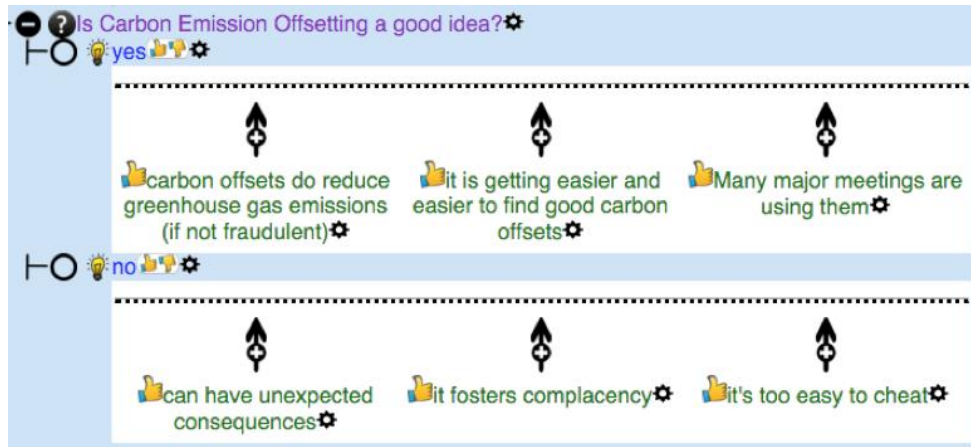 Is Carbon Emission Offsetting a good idea?
yes
carbon offsets do reduce
greenhouse gas emissions
(if not fraudulent)
it is getting easier and
easier to find good carbon
offsets
Many major meetings are
using them
no
can have unexpected
consequences
it fosters complacency
it's too easy to cheat